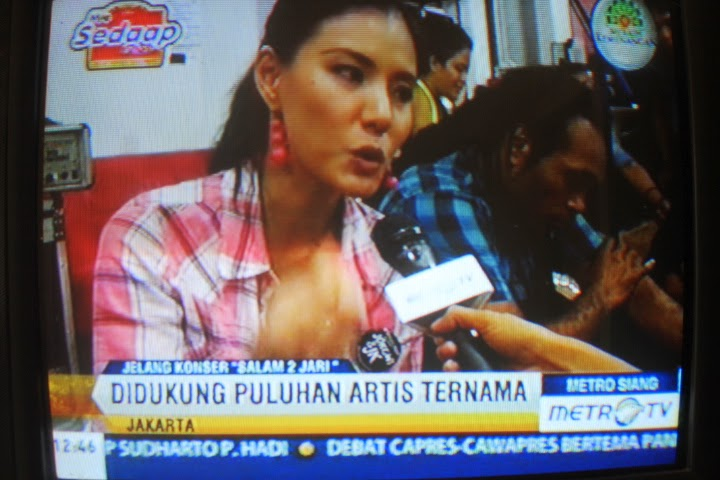 Mie
Sedaap
JELANG KONSER "SALAM 2 JARI"
DIDUKUNG PULUHAN ARTIS TERNAMA
METRO SIANG
METRO TV
JAKARTA
12:46
P SUDHARTO P. HADI DEBAT CAPRES-CAWAPRES BERTEMA PAN